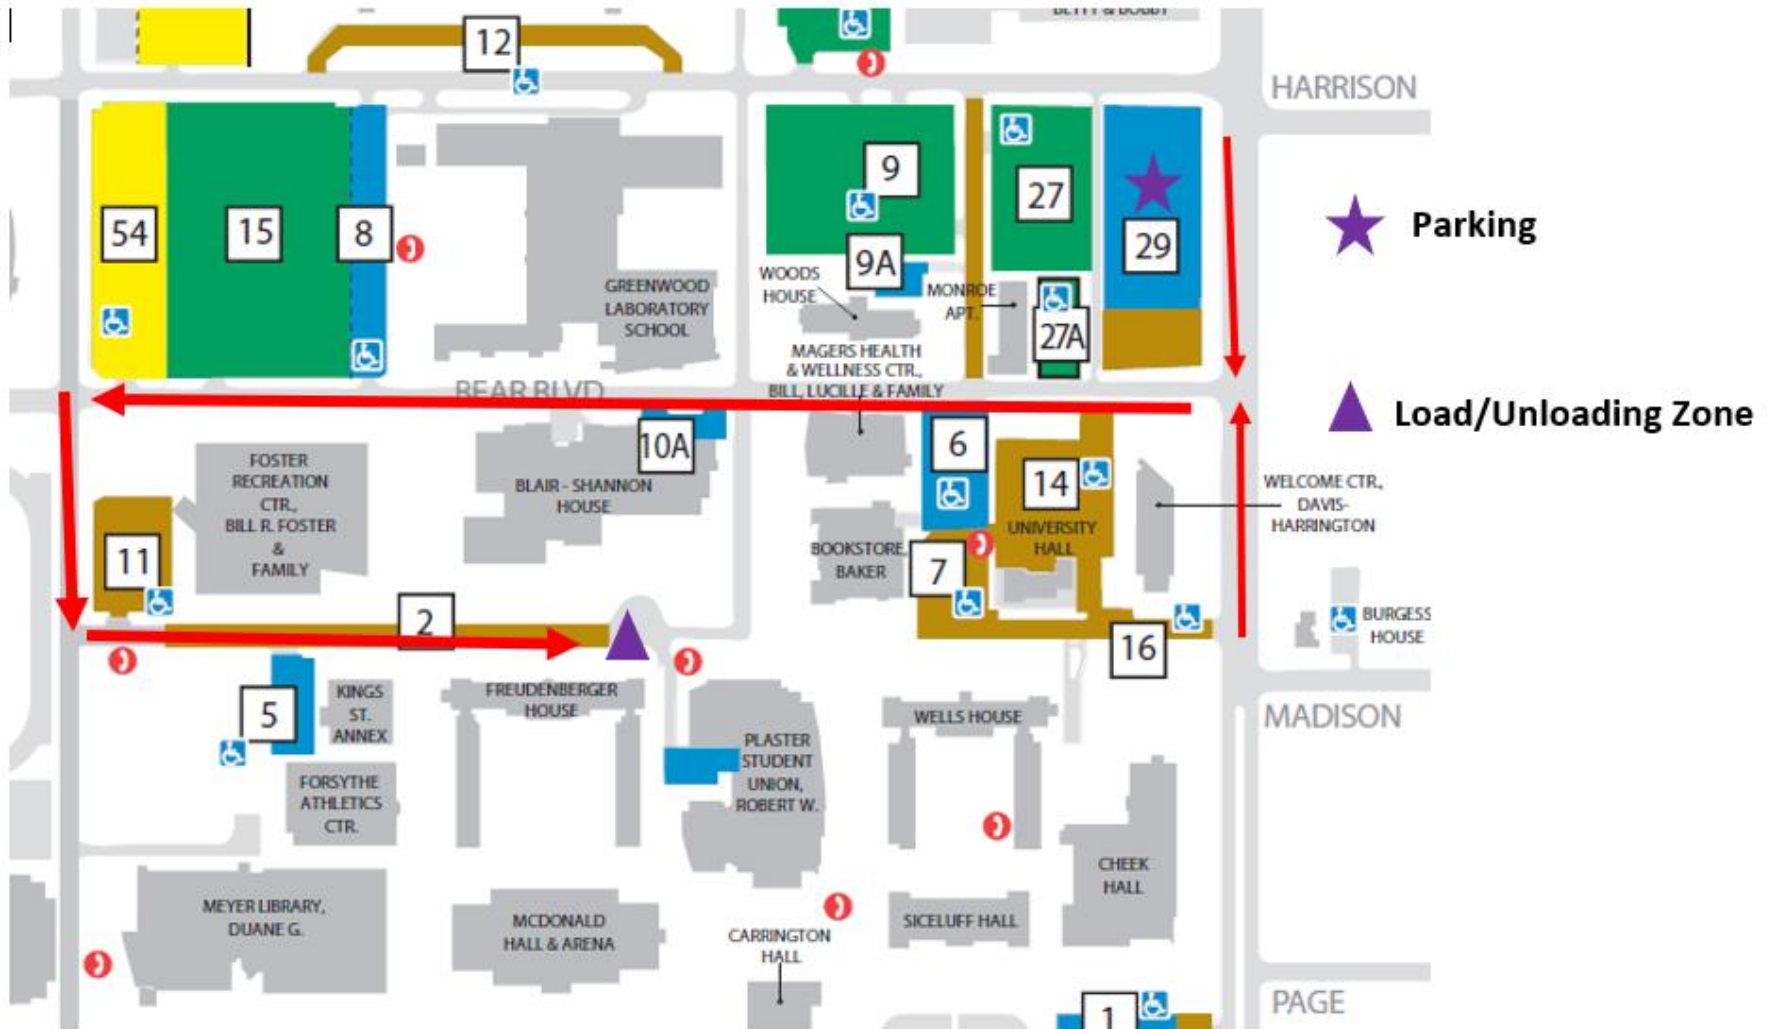 BETTY & BOBBY
12
HARRISON
54
15
8
9
27
29
9A
27A
WOODS
HOUSE
MONROE
APT.
GREENWOOD
LABORATORY
SCHOOL
MAGERS HEALTH
& WELLNESS CTR.,
BILL, LUCILLE & FAMILY
Parking
Load/Unloading Zone
BEAR BLVD
10A
6
14
FOSTER
RECREATION
CTR.,
BILL R. FOSTER
&
FAMILY
BLAIR - SHANNON
HOUSE
UNIVERSITY
HALL
WELCOME CTR.,
DAVIS-
HARRINGTON
11
BOOKSTORE,
BAKER
7
2
16
BURGESS
HOUSE
5
KINGS
ST.
ANNEX
FREUDENBERGER
HOUSE
WELLS HOUSE
MADISON
PLASTER
STUDENT
UNION,
ROBERT W.
FORSYTHE
ATHLETICS
CTR.
CHEEK
HALL
MEYER LIBRARY,
DUANE G.
MCDONALD
HALL & ARENA
SICELUFF HALL
CARRINGTON
HALL
1
PAGE